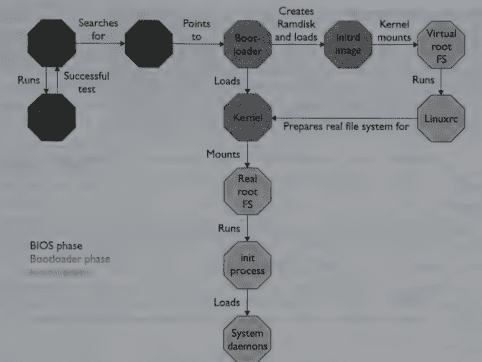 Searches
for
Points
to
Creates
Ramdisk
and loads
Kernel
mounts
Boot-
loader
initrd
image
Virtual
root
FS
Runs
Successful
test
Loads
Runs
Kernel
Prepares real file system for
Linuxrc
Mounts
Real
root
FS
Runs
init
process
Loads
System
daemons
BIOS phase
Bootloader phase